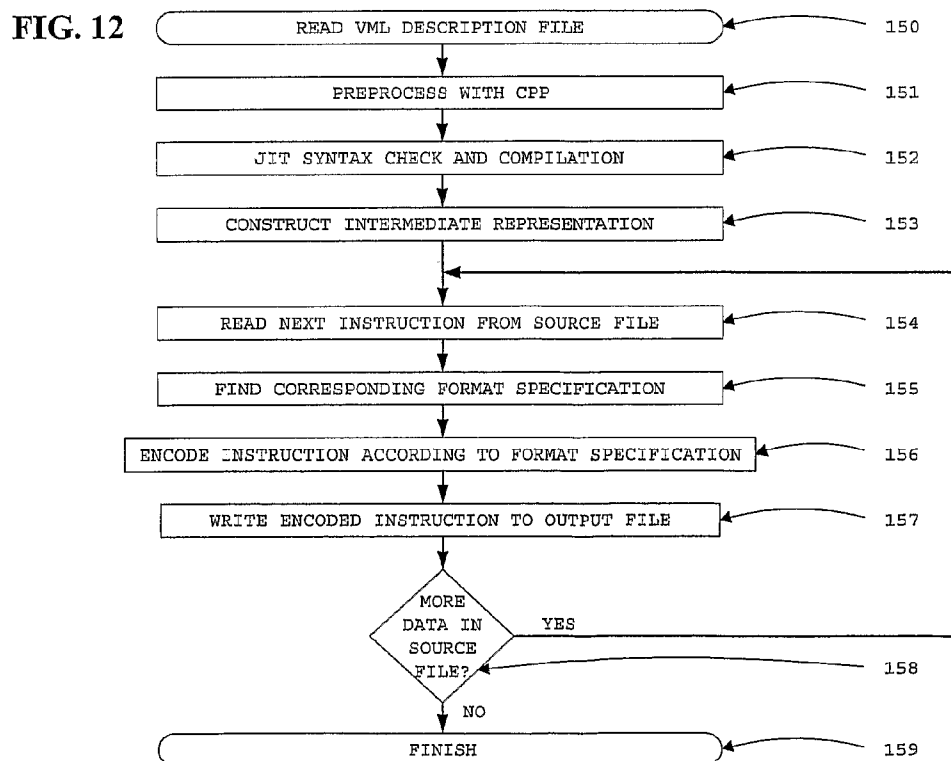 FIG. 12
READ VML DESCRIPTION FILE 150
PREPROCESS WITH CPP 151
JIT SYNTAX CHECK AND COMPILATION 152
CONSTRUCT INTERMEDIATE REPRESENTATION 153
READ NEXT INSTRUCTION FROM SOURCE FILE 154
FIND CORRESPONDING FORMAT SPECIFICATION 155
ENCODE INSTRUCTION ACCORDING TO FORMAT SPECIFICATION 156
WRITE ENCODED INSTRUCTION TO OUTPUT FILE 157
MORE
DATA IN YES
SOURCE
FILE? 158
NO
FINISH 159